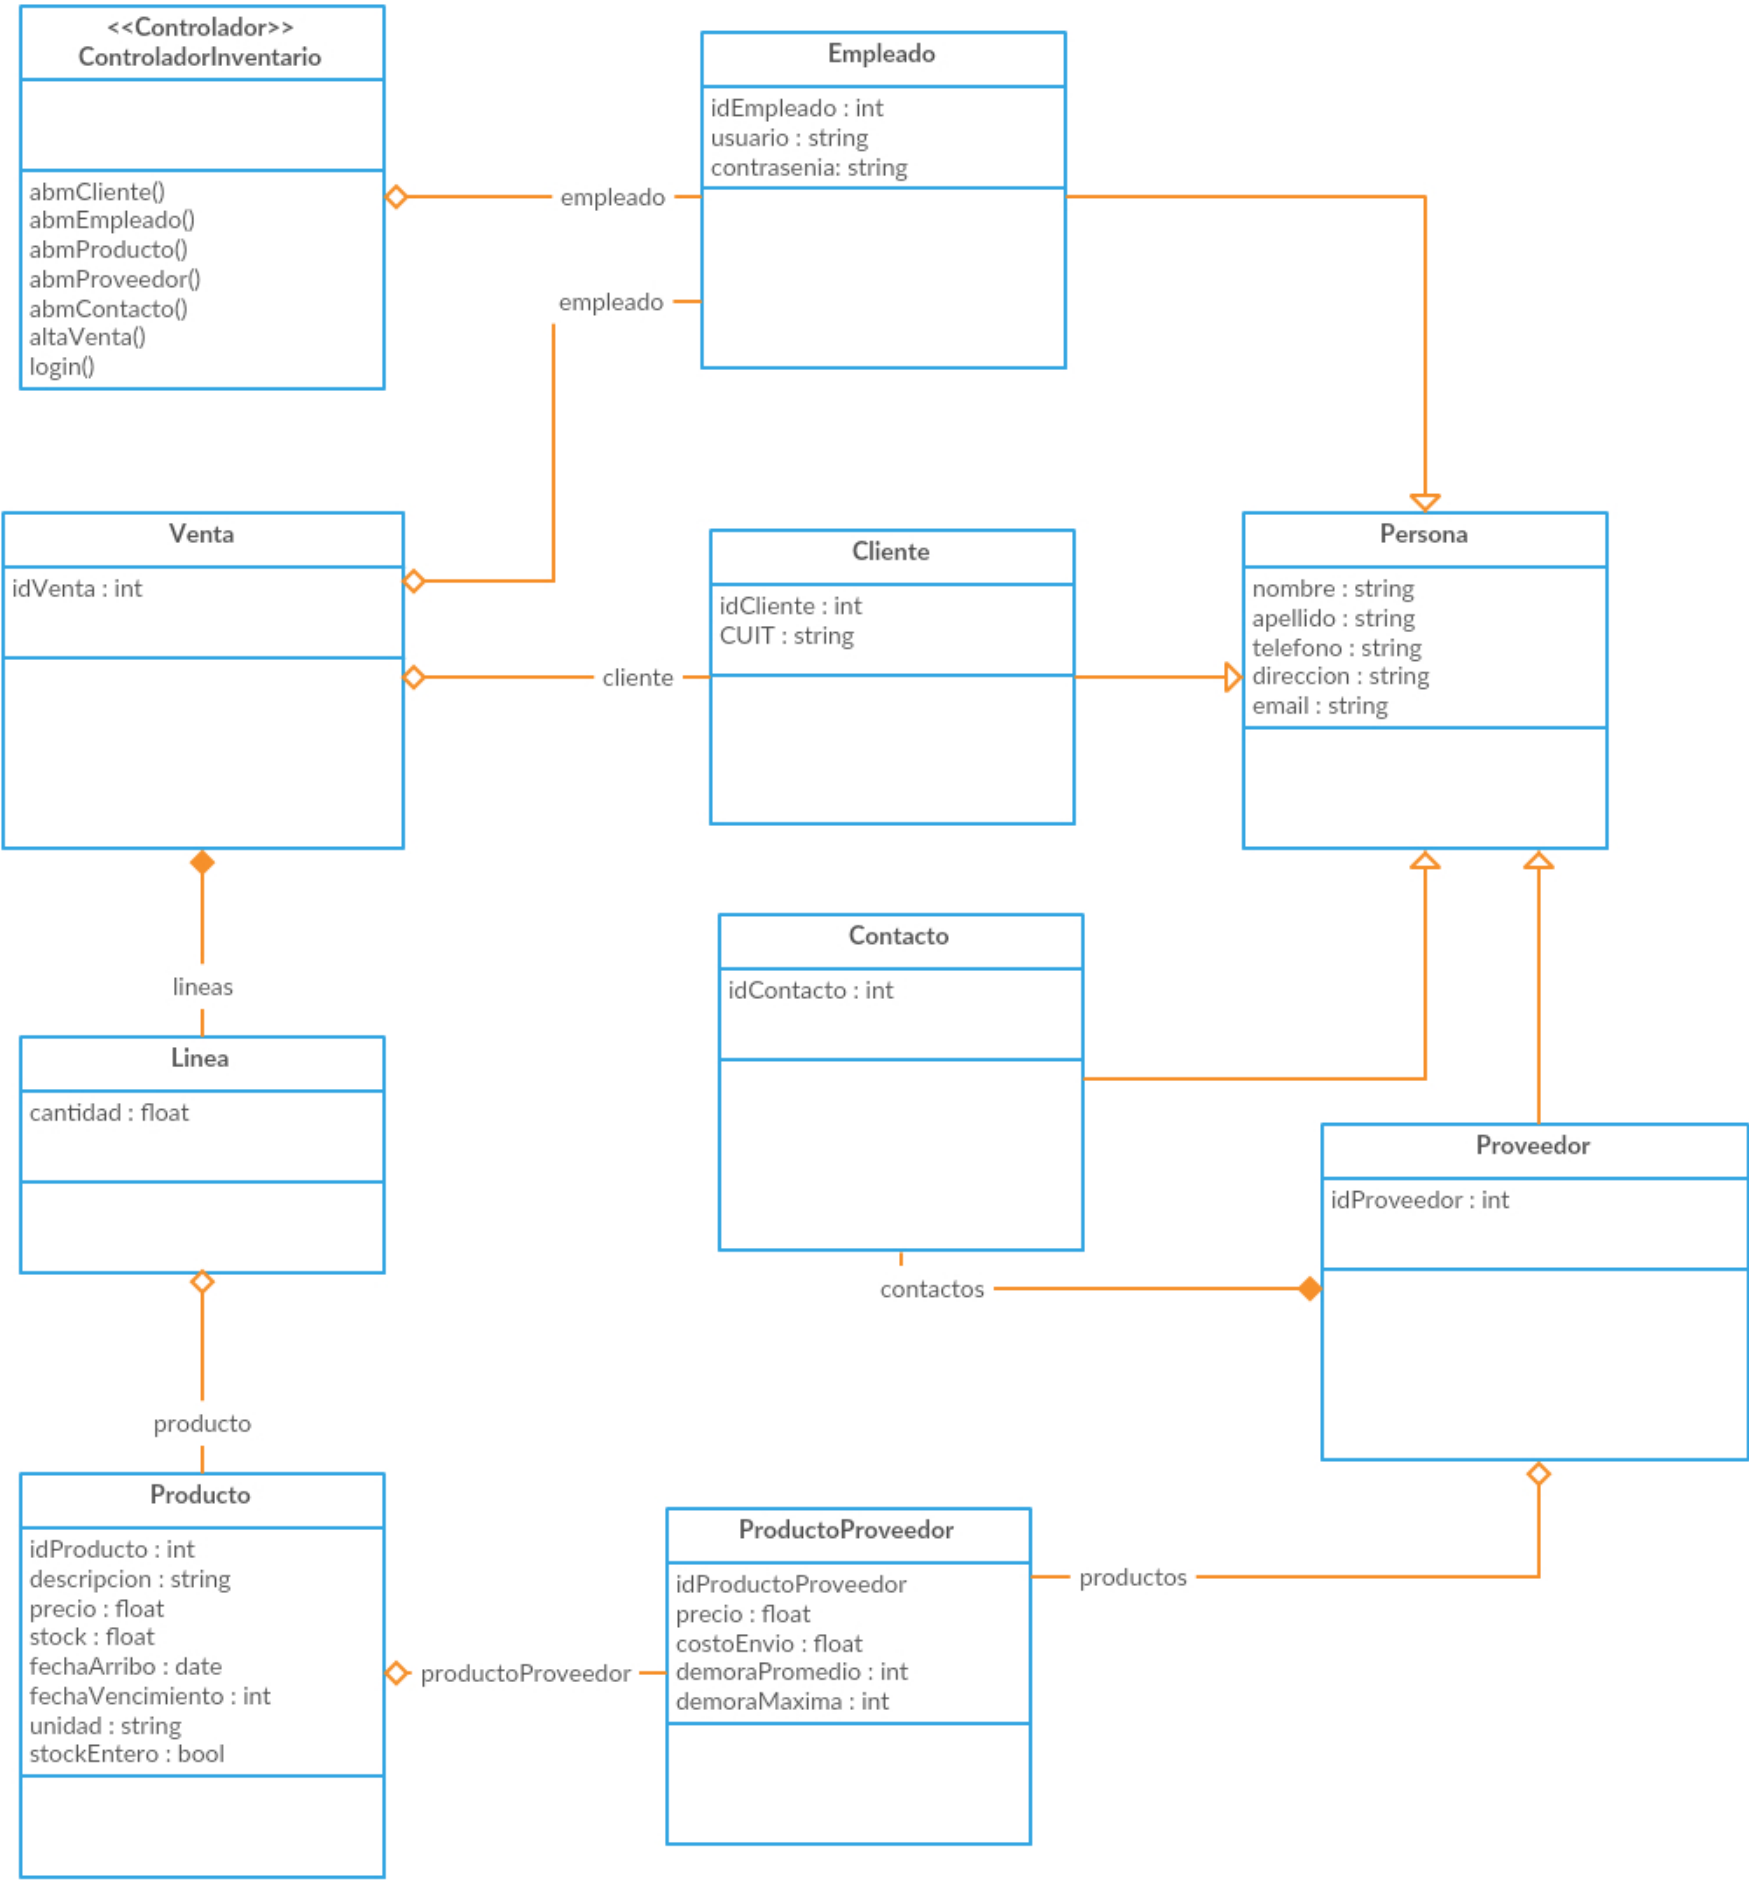 <<Controlador>>
ControladorInventario
abmCliente()
abmEmpleado()
abmProducto()
abmProveedor()
abmContacto()
altaVenta()
login()
empleado
empleado
Empleado
idEmpleado : int
usuario : string
contrasenia: string
Venta
idVenta : int
cliente
Cliente
idCliente : int
CUIT : string
Persona
nombre : string
apellido : string
telefono : string
direccion : string
email : string
lineas
Linea
cantidad : float
Contacto
idContacto : int
contactos
Proveedor
idProveedor : int
producto
Producto
idProducto : int
descripcion : string
precio : float
stock : float
fechaArribo : date
fechaVencimiento : int
unidad : string
stockEntero : bool
productoProveedor
ProductoProveedor
idProductoProveedor
precio : float
costoEnvio : float
demoraPromedio : int
demoraMaxima : int
productos